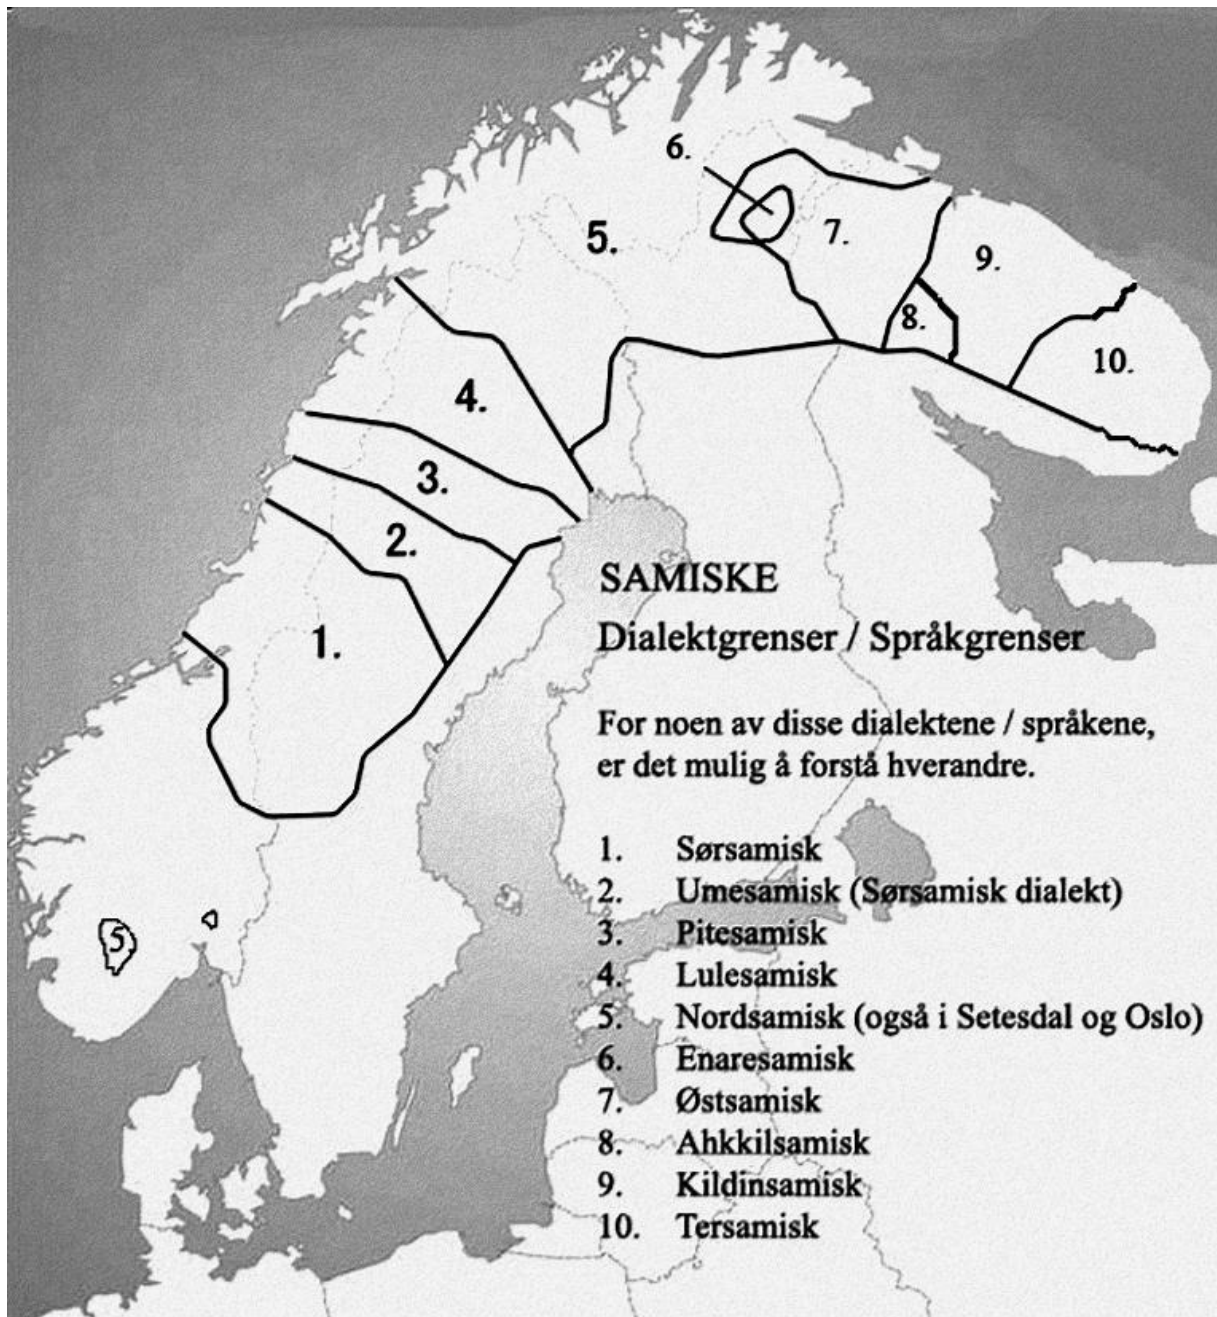 6.
5.
7.
9.
8.
10.
4.
3.
2.
1.
5
SAMISKE
Dialektgrenser / Språkgrenser
For noen av disse dialektene / språkene,
er det mulig å forstå hverandre.
1. Sørsamisk
2. Umesamisk (Sørsamisk dialekt)
3. Pitesamisk
4. Lulesamisk
5. Nordsamisk (også i Setesdal og Oslo)
6. Enaresamisk
7. Østsamisk
8. Ahkkilsamisk
9. Kildinsamisk
10. Tersamisk